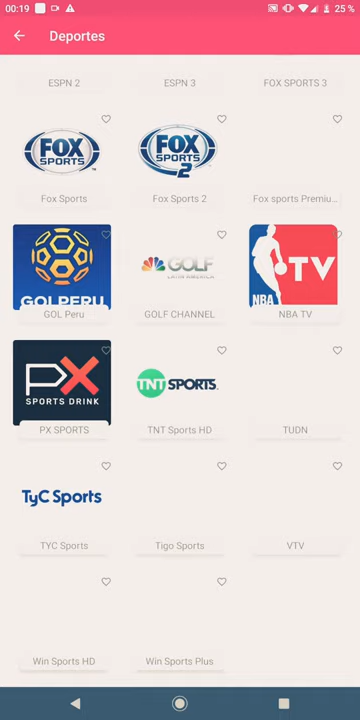 00:19
25 %
Deportes
ESPN 2
ESPN 3
FOX SPORTS 3
FOX
SPORTS
FOX
SPORTS
2
Fox Sports
Fox Sports 2
Fox sports Premiu...
GOLPERU
GOLF
LATIN AMERICA
TV
NBA
GOL Peru
GOLF CHANNEL
NBA TV
PX
SPORTS DRINK
TNT SPORTS
PX SPORTS
TNT Sports HD
TUDN
TyC Sports
TYC Sports
Tigo Sports
VTV
Win Sports HD
Win Sports Plus